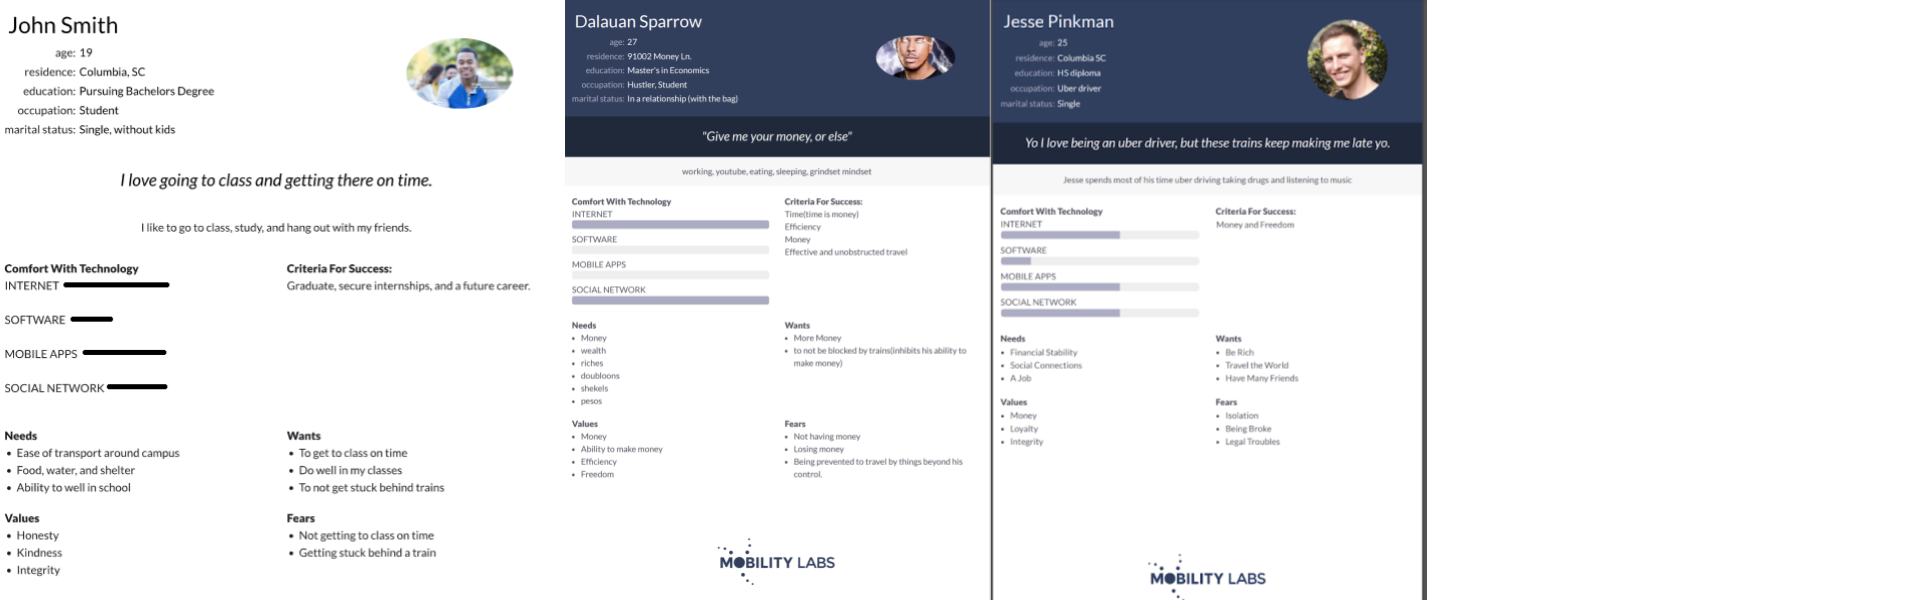 John Smith
age: 19
residence: Columbia, SC
education: Pursuing Bachelors Degree
occupation: Student
marital status: Single, without kids
I love going to class and getting there on time.
I like to go to class, study, and hang out with my friends.
Comfort With Technology
INTERNET
SOFTWARE
MOBILE APPS
SOCIAL NETWORK
Criteria For Success:
Graduate, secure internships, and a future career.
Needs
• Ease of transport around campus
• Food, water, and shelter
• Ability to well in school
Wants
• To get to class on time
• Do well in my classes
• To not get stuck behind trains
Values
• Honesty
• Kindness
• Integrity
Fears
• Not getting to class on time
• Getting stuck behind a train
Dalauan Sparrow
age: 27
residence: 91002 Money Ln.
education: Master's in Economics
occupation: Hustler, Student
marital status: In a relationship (with the bag)
"Give me your money, or else"
working, youtube, eating, sleeping, grindset mindset
Comfort With Technology
INTERNET
SOFTWARE
MOBILE APPS
SOCIAL NETWORK
Criteria For Success:
Time(time is money)
Efficiency
Money
Effective and unobstructed travel
Needs
• Money
• wealth
• riches
• doubloons
• shekels
• pesos
Wants
• More Money
• to not be blocked by trains(inhibits his ability to
make money)
Values
• Money
• Ability to make money
• Efficiency
• Freedom
Fears
• Not having money
• Losing money
• Being prevented to travel by things beyond his
control.
MOBILITY LABS
Jesse Pinkman
age: 25
residence: Columbia SC
education: HS diploma
occupation: Uber driver
marital status: Single
Yo I love being an uber driver, but these trains keep making me late yo.
Jesse spends most of his time uber driving taking drugs and listening to music
Comfort With Technology
INTERNET
SOFTWARE
MOBILE APPS
SOCIAL NETWORK
Criteria For Success:
Money and Freedom
Needs
• Financial Stability
• Social Connections
• A Job
Wants
• Be Rich
• Travel the World
• Have Many Friends
Values
• Money
• Loyalty
• Integrity
Fears
• Isolation
• Being Broke
• Legal Troubles
MOBILITY LABS